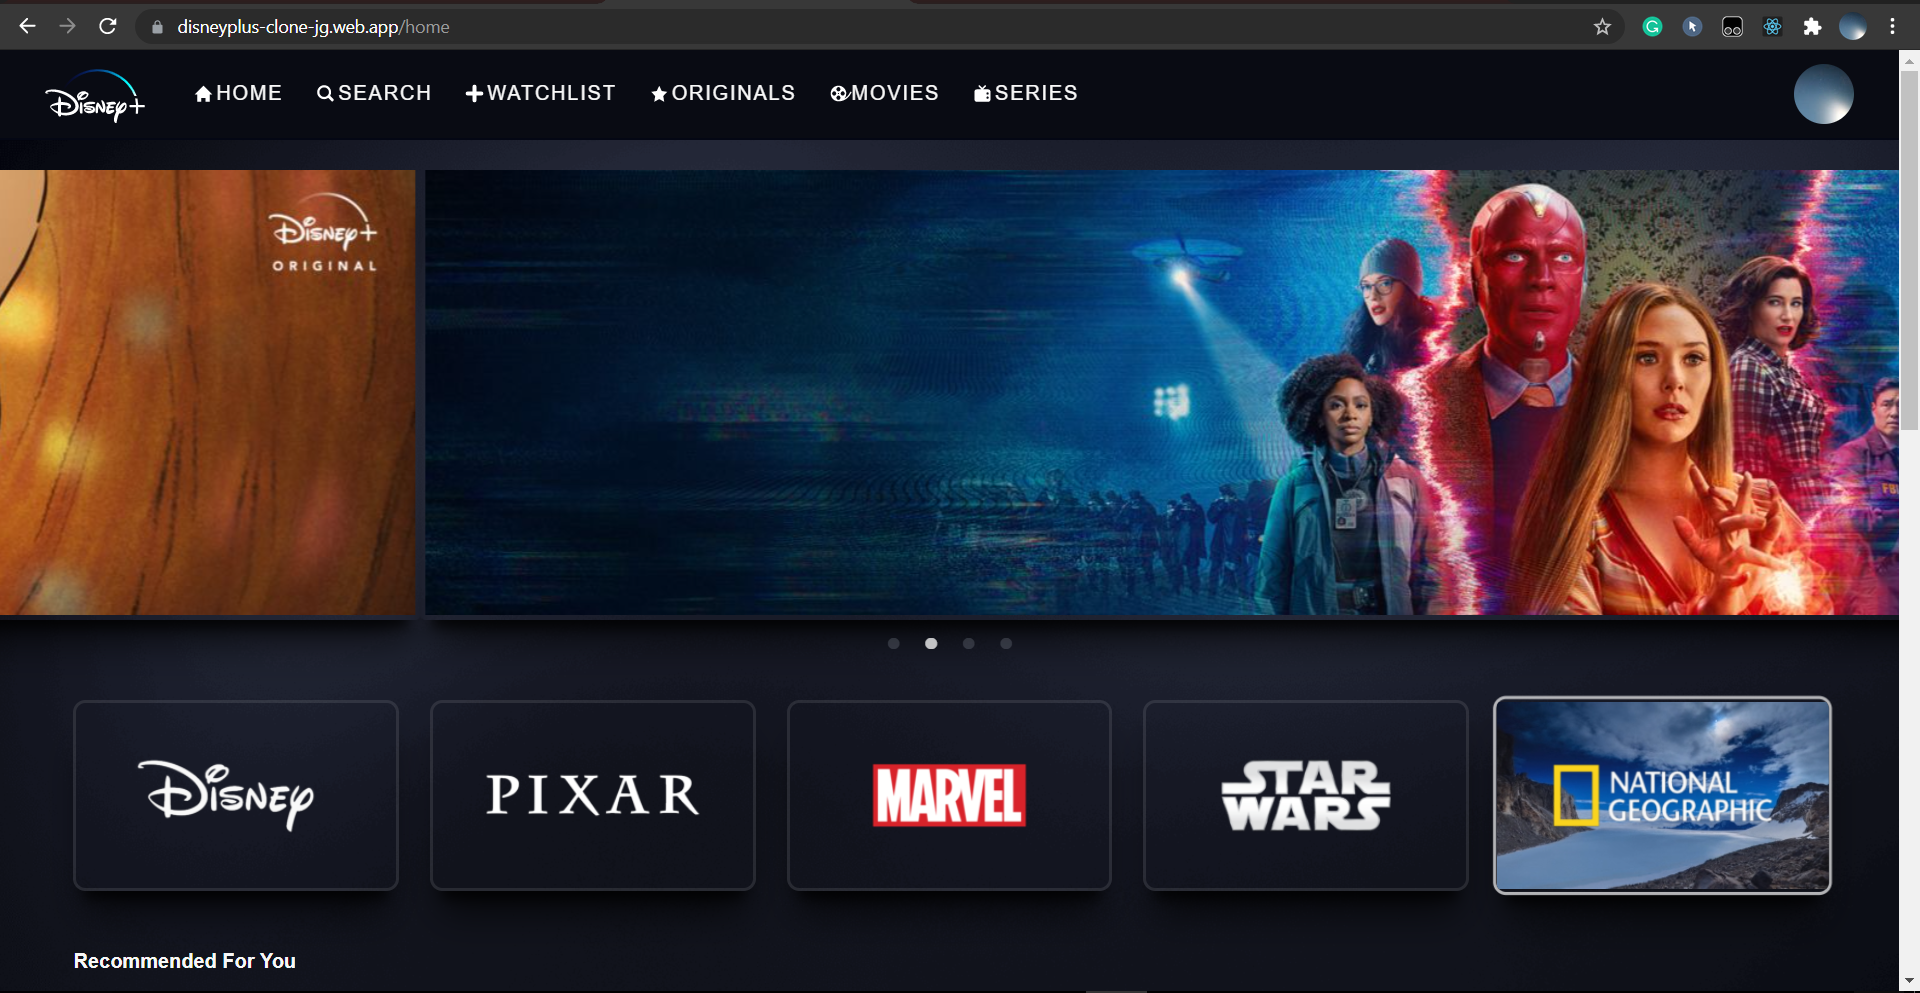 disneyplus-clone-jg.web.app/home
Disney+
HOME
SEARCH
WATCHLIST
ORIGINALS
MOVIES
SERIES
Disney+
ORIGINAL
Disney
PIXAR
MARVEL
STAR
WARS
NATIONAL
GEOGRAPHIC
Recommended For You